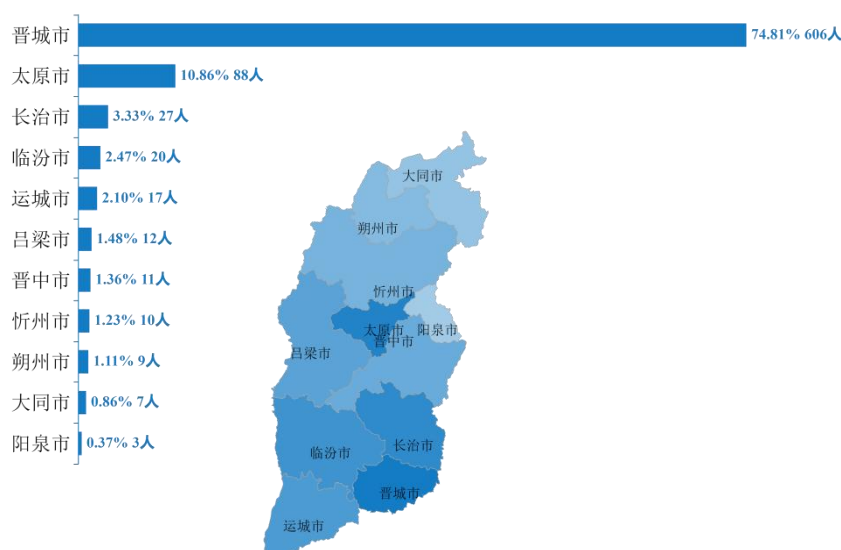 晋城市 74.81% 606人
太原市 10.86% 88人
长治市 3.33% 27人
临汾市 2.47% 20人
运城市 2.10% 17人
吕梁市 1.48% 12人
晋中市 1.36% 11人
忻州市 1.23% 10人
朔州市 1.11% 9人
大同市 0.86% 7人
阳泉市 0.37% 3人
大同市
朔州市
忻州市
太原市
阳泉市
晋中市
吕梁市
长治市
临汾市
晋城市
运城市